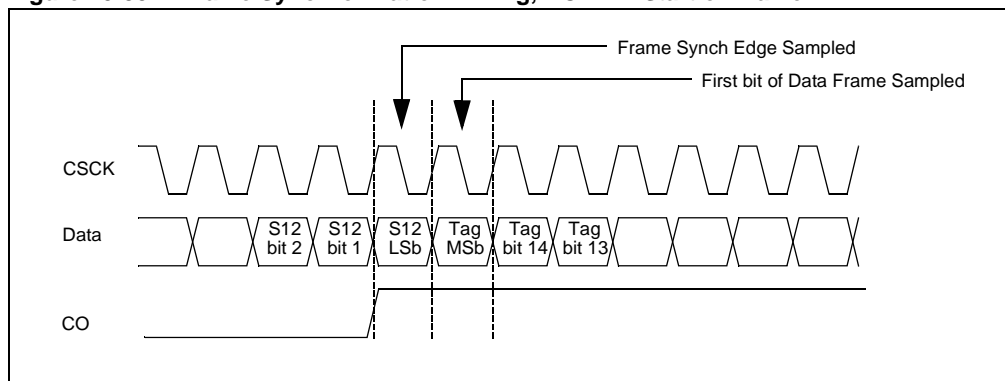 Frame Synch Edge Sampled
First bit of Data Frame Sampled
CSCK
Data
S12 bit 2
S12 bit 1
S12 LSb
Tag MSb
Tag bit 14
Tag bit 13
CO